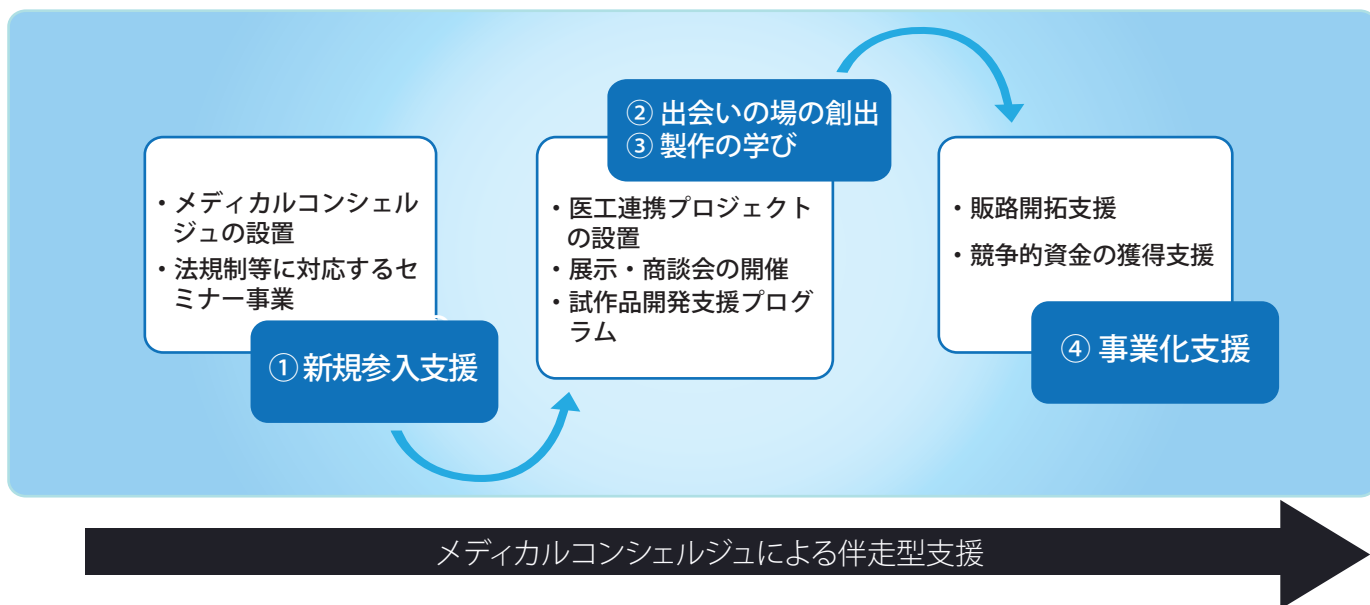 ・メディカルコンシェル
ジュの設置
・法規制等に対応するセ
ミナー事業
① 新規参入支援
② 出会いの場の創出
③ 製作の学び
・医工連携プロジェクト
の設置
・展示・商談会の開催
・試作品開発支援プログ
ラム
・販路開拓支援
・競争的資金の獲得支援
④ 事業化支援
メディカルコンシェルジュによる伴走型支援